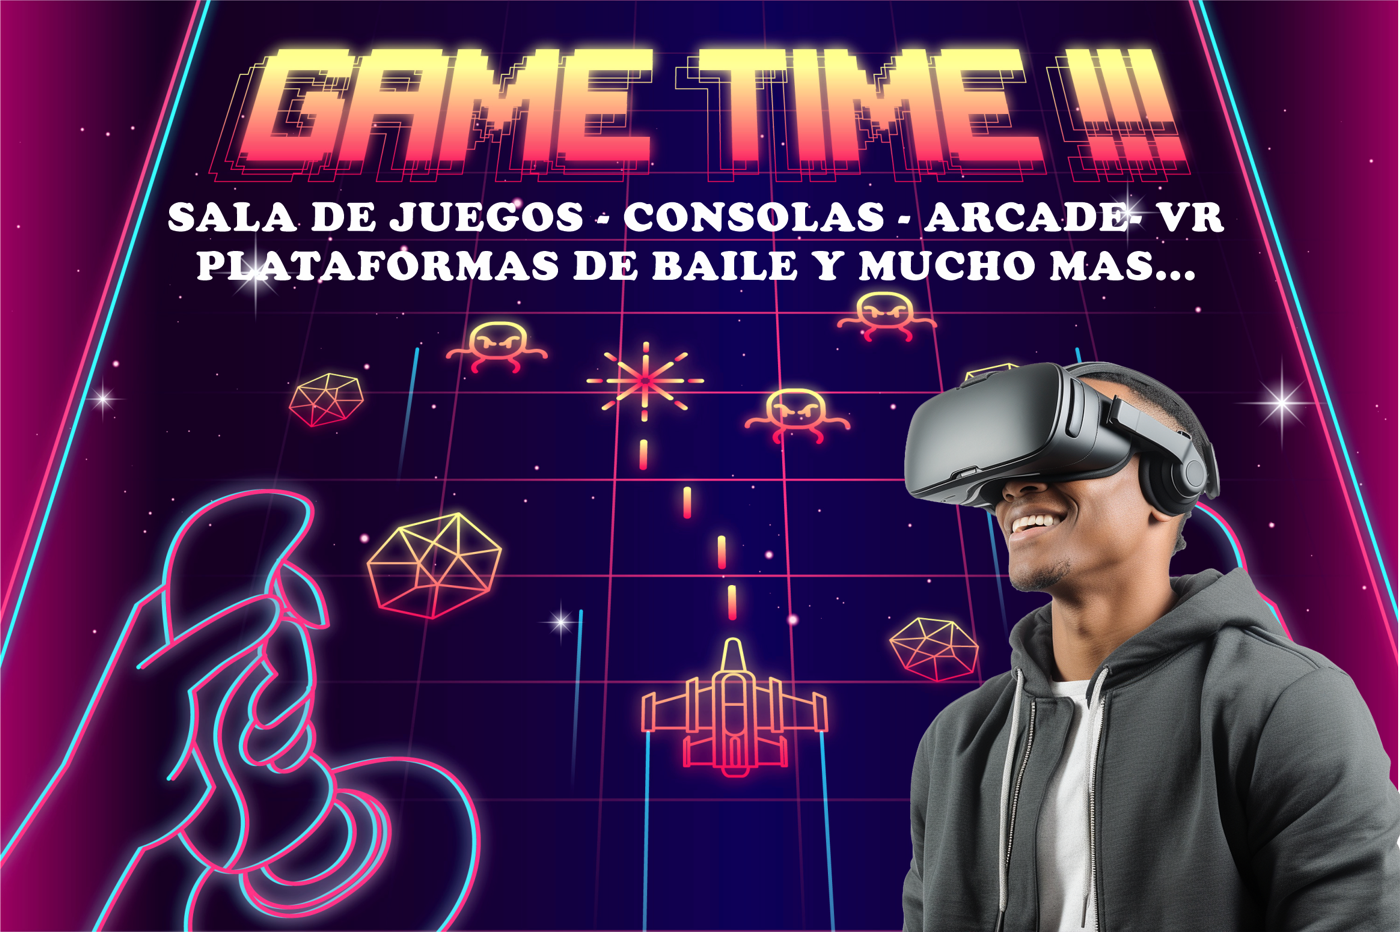 GAME TIME !!!
SALA DE JUEGOS - CONSOLAS - ARCADE- VR
PLATAFORMAS DE BAILE Y MUCHO MAS...